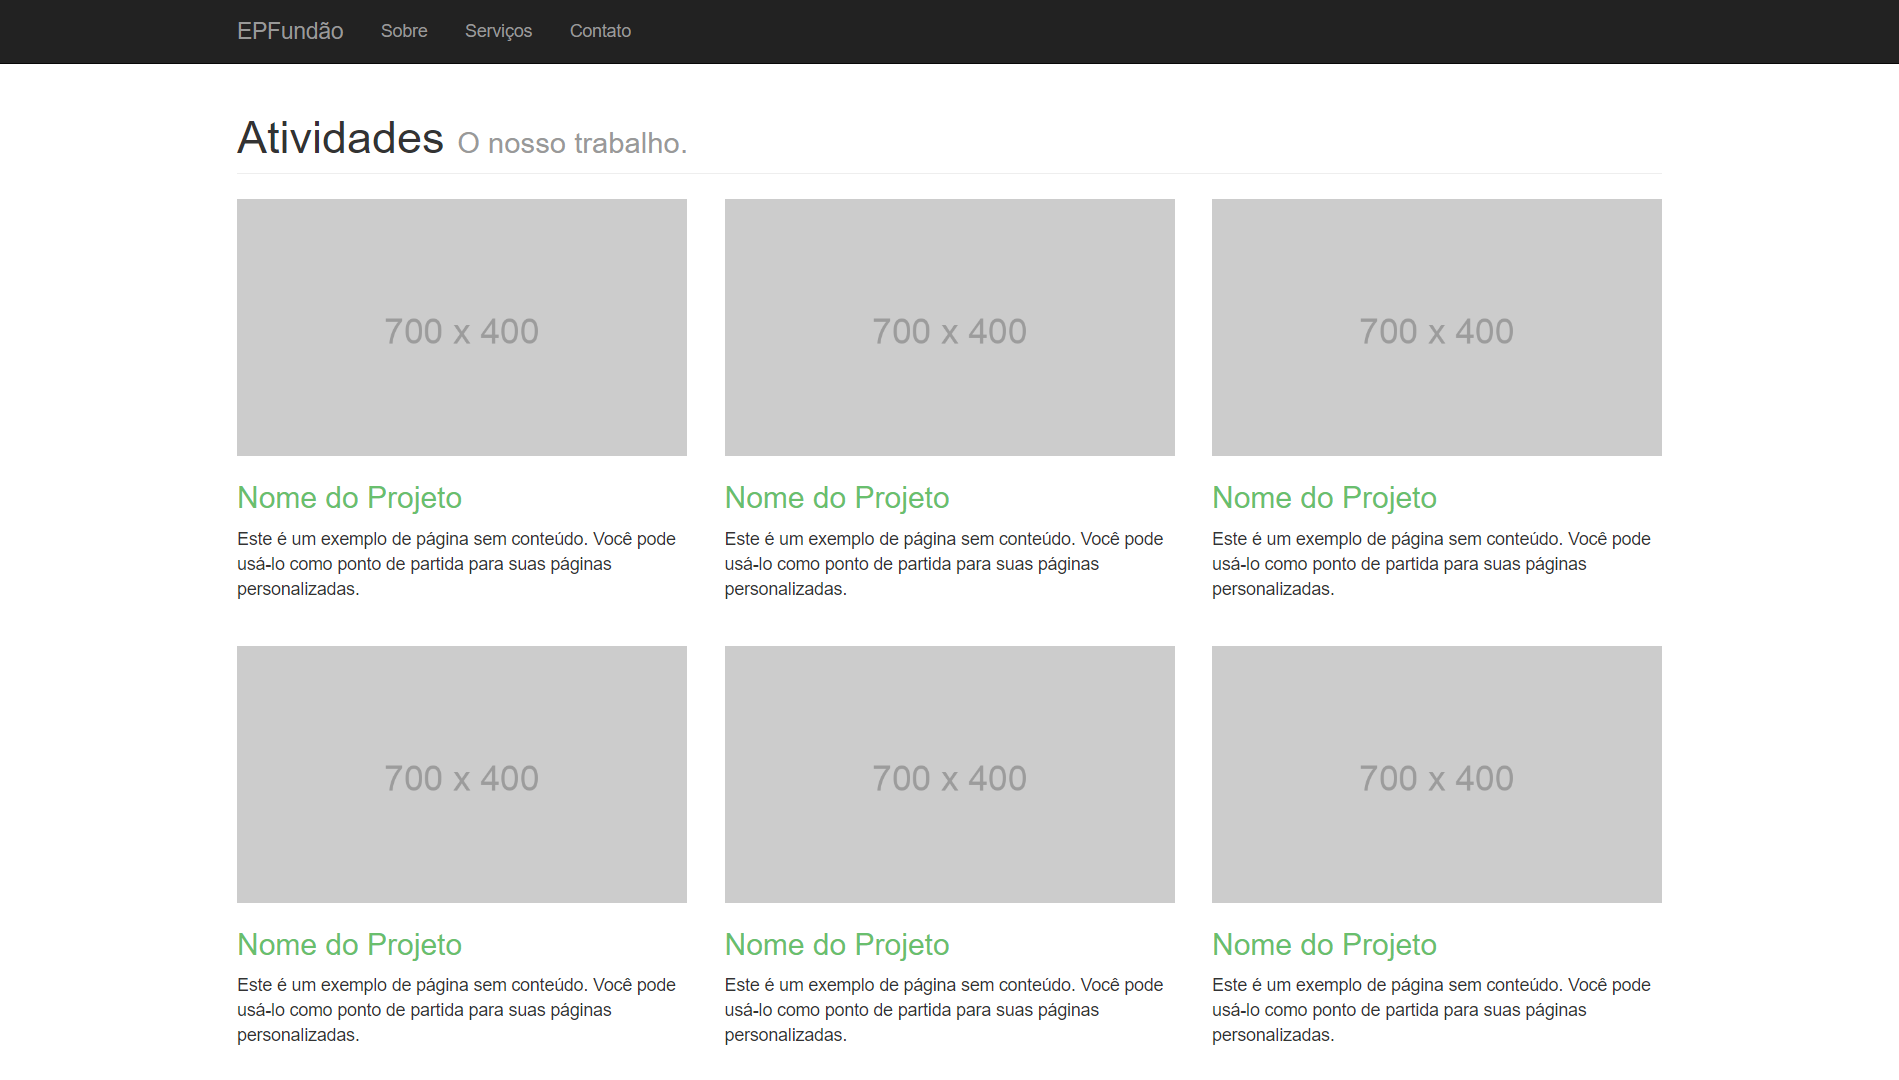 EPFundão Sobre Serviços Contato
Atividades O nosso trabalho.
700 x 400 700 x 400 700 x 400
Nome do Projeto
Este é um exemplo de página sem conteúdo. Você pode
usá-lo como ponto de partida para suas páginas
personalizadas.
Nome do Projeto
Este é um exemplo de página sem conteúdo. Você pode
usá-lo como ponto de partida para suas páginas
personalizadas.
Nome do Projeto
Este é um exemplo de página sem conteúdo. Você pode
usá-lo como ponto de partida para suas páginas
personalizadas.
700 x 400 700 x 400 700 x 400
Nome do Projeto
Este é um exemplo de página sem conteúdo. Você pode
usá-lo como ponto de partida para suas páginas
personalizadas.
Nome do Projeto
Este é um exemplo de página sem conteúdo. Você pode
usá-lo como ponto de partida para suas páginas
personalizadas.
Nome do Projeto
Este é um exemplo de página sem conteúdo. Você pode
usá-lo como ponto de partida para suas páginas
personalizadas.